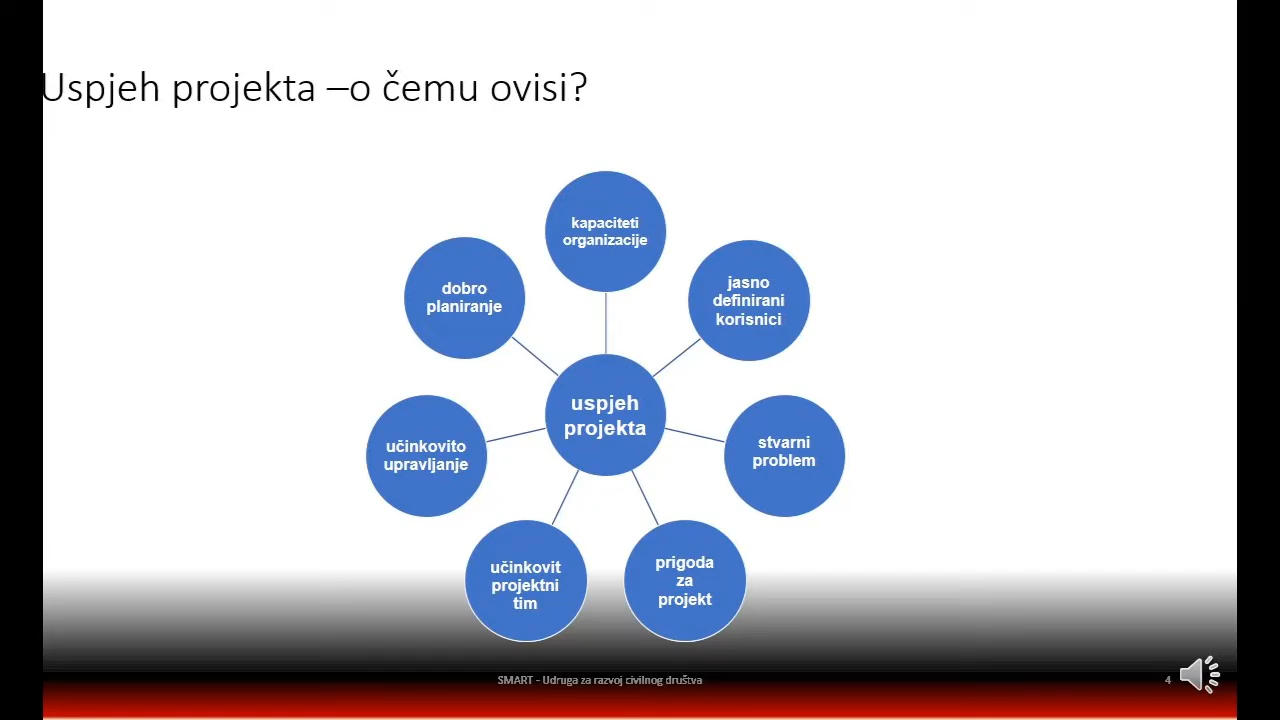 Uspjeh projekta –o čemu ovisi?
kapaciteti
organizacije
jasno
definirani
korisnici
stvarni
problem
prigoda
za
projekt
učinkovit
projektni
tim
učinkovito
upravljanje
dobro
planiranje
uspjeh
projekta
SMART - Udruga za razvoj civilnog društva
4